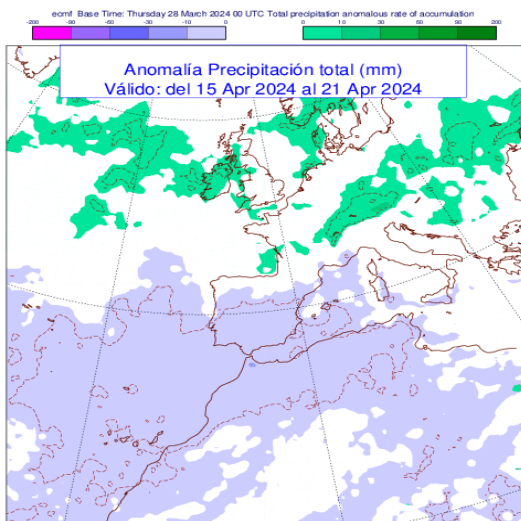 ecmf Base Time: Thursday 28 March 2024 00 UTC Total precipitation anomalous rate of accumulation
-200 -90 -60 -30 -10 0 0 10 30 60 90 200
Anomalía Precipitación total (mm)
Válido: del 15 Apr 2024 al 21 Apr 2024